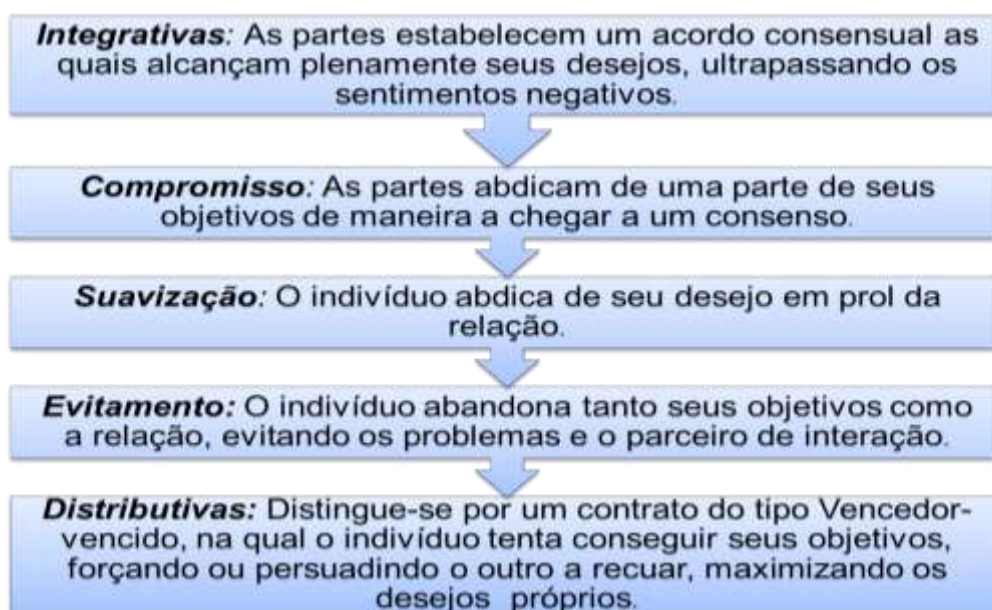 Integrativas: As partes estabelecem um acordo consensual as
quais alcançam plenamente seus desejos, ultrapassando os
sentimentos negativos.
Compromisso: As partes abdicam de uma parte de seus
objetivos de maneira a chegar a um consenso.
Suavização: O indivíduo abdica de seu desejo em prol da
relação.
Evitamento: O indivíduo abandona tanto seus objetivos como
a relação, evitando os problemas e o parceiro de interação.
Distributivas: Distingue-se por um contrato do tipo Vencedor-
vencido, na qual o indivíduo tenta conseguir seus objetivos,
forçando ou persuadindo o outro a recuar, maximizando os
desejos próprios.